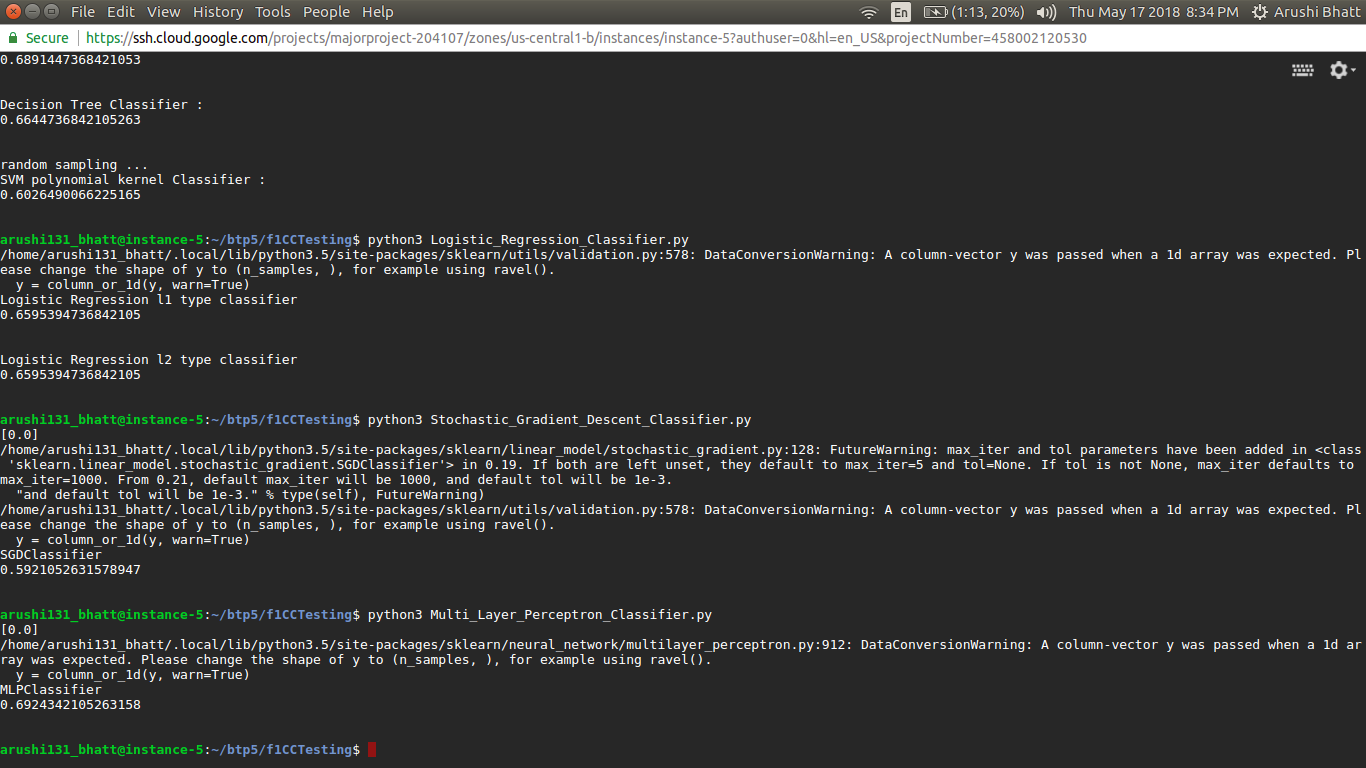 File Edit View History Tools People Help
En (1:13, 20%) Thu May 17 2018 8:34 PM Arushi Bhatt
Secure https://ssh.cloud.google.com/projects/majorproject-204107/zones/us-central1-b/instances/instance-5?authuser=0&hl=en_US&projectNumber=458002120530
0.6891447368421053
Decision Tree Classifier :
0.6644736842105263
random sampling ...
SVM polynomial kernel Classifier :
0.6026490066225165
arushi131_bhatt@instance-5:~/btp5/f1CCTesting$ python3 Logistic_Regression_Classifier.py
/home/arushi131_bhatt/.local/lib/python3.5/site-packages/sklearn/utils/validation.py:578: DataConversionWarning: A column-vector y was passed when a 1d array was expected. Pl
ease change the shape of y to (n_samples, ), for example using ravel().
  y = column_or_1d(y, warn=True)
Logistic Regression l1 type classifier
0.6595394736842105
Logistic Regression l2 type classifier
0.6595394736842105
arushi131_bhatt@instance-5:~/btp5/f1CCTesting$ python3 Stochastic_Gradient_Descent_Classifier.py
[0.0]
/home/arushi131_bhatt/.local/lib/python3.5/site-packages/sklearn/linear_model/stochastic_gradient.py:128: FutureWarning: max_iter and tol parameters have been added in <class
 'sklearn.linear_model.stochastic_gradient.SGDClassifier'> in 0.19. If both are left unset, they default to max_iter=5 and tol=None. If tol is not None, max_iter defaults to
max_iter=1000. From 0.21, default max_iter will be 1000, and default tol will be 1e-3.
  "and default tol will be 1e-3." % type(self), FutureWarning)
/home/arushi131_bhatt/.local/lib/python3.5/site-packages/sklearn/utils/validation.py:578: DataConversionWarning: A column-vector y was passed when a 1d array was expected. Pl
ease change the shape of y to (n_samples, ), for example using ravel().
  y = column_or_1d(y, warn=True)
SGDClassifier
0.5921052631578947
arushi131_bhatt@instance-5:~/btp5/f1CCTesting$ python3 Multi_Layer_Perceptron_Classifier.py
[0.0]
/home/arushi131_bhatt/.local/lib/python3.5/site-packages/sklearn/neural_network/multilayer_perceptron.py:912: DataConversionWarning: A column-vector y was passed when a 1d ar
ray was expected. Please change the shape of y to (n_samples, ), for example using ravel().
  y = column_or_1d(y, warn=True)
MLPClassifier
0.6924342105263158
arushi131_bhatt@instance-5:~/btp5/f1CCTesting$